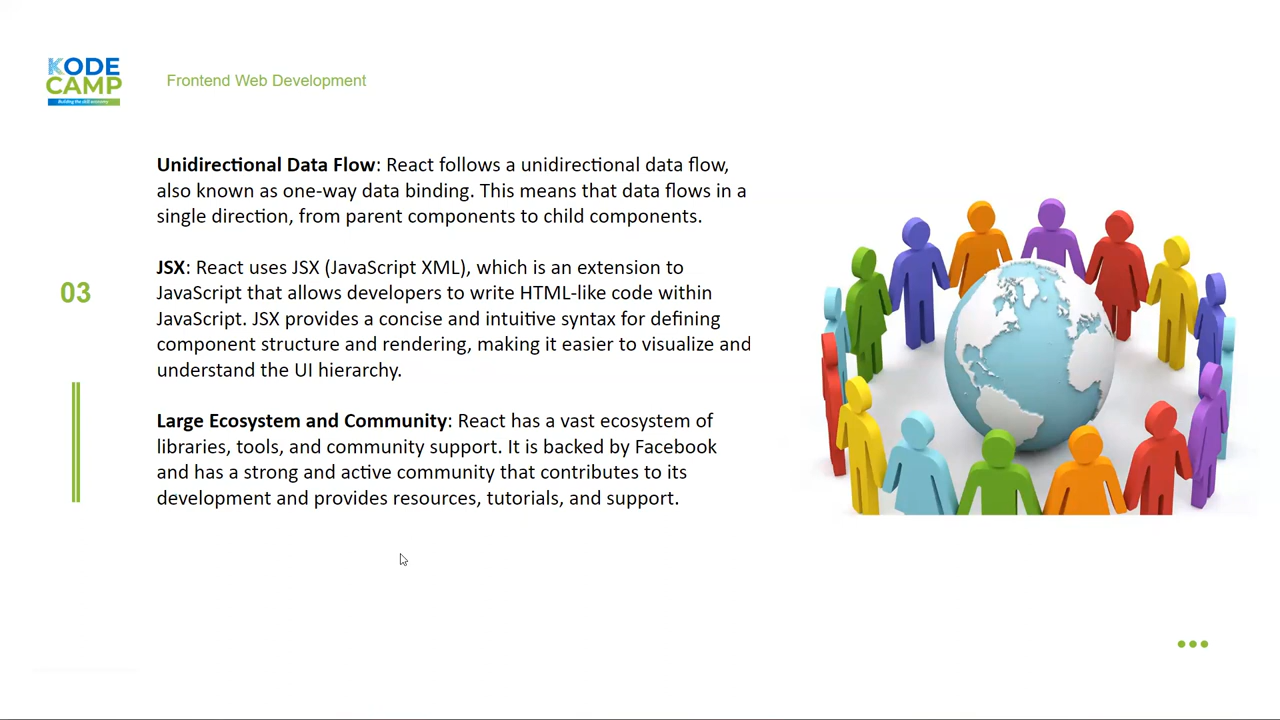 KODE
CAMP
Building the skill economy
Frontend Web Development
Unidirectional Data Flow: React follows a unidirectional data flow,
also known as one-way data binding. This means that data flows in a
single direction, from parent components to child components.
JSX: React uses JSX (JavaScript XML), which is an extension to
JavaScript that allows developers to write HTML-like code within
JavaScript. JSX provides a concise and intuitive syntax for defining
component structure and rendering, making it easier to visualize and
understand the UI hierarchy.
03
Large Ecosystem and Community: React has a vast ecosystem of
libraries, tools, and community support. It is backed by Facebook
and has a strong and active community that contributes to its
development and provides resources, tutorials, and support.